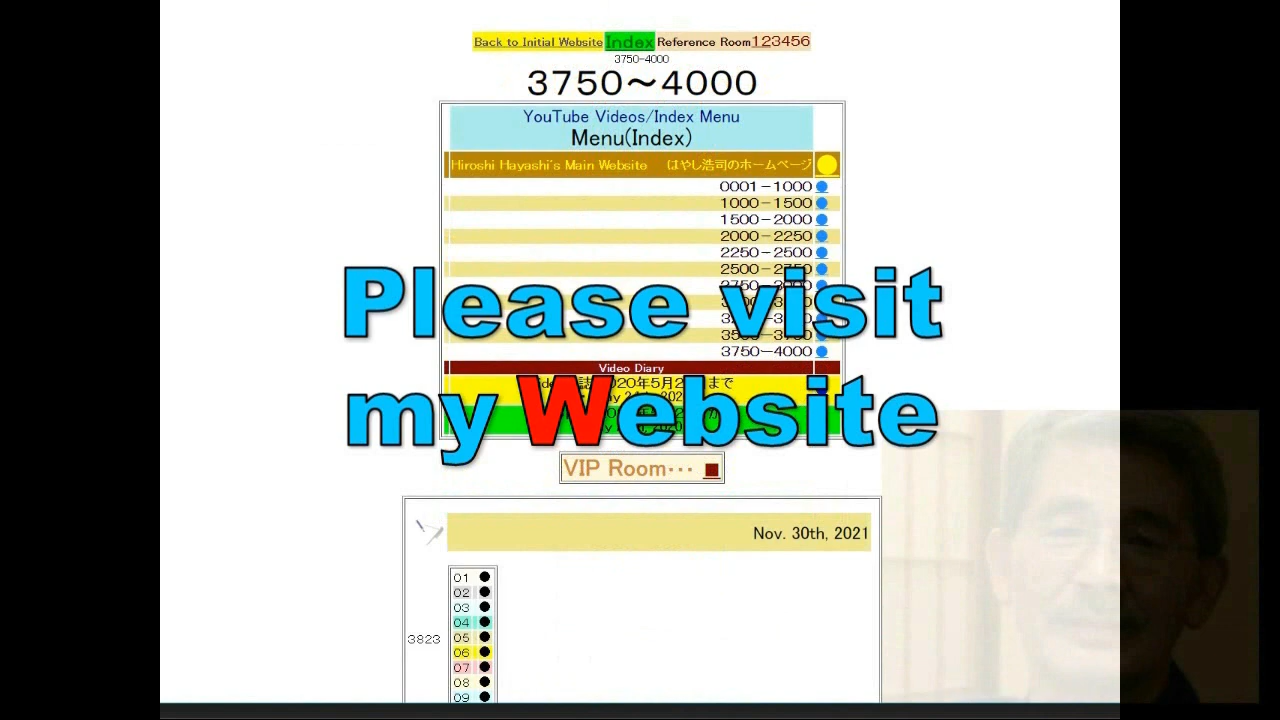 Back to Initial Website Index Reference Room123456
3750-4000
3750～4000
YouTube Videos/Index Menu
Menu(Index)
Hiroshi Hayashi's Main Website はやし浩司のホームページ
0001－1000
1000－1500
1500－2000
2000－2250
2250－2500
2500－2750
Please visit
3750－4000
Video Diary
my Website
VIP Room･･･
Nov. 30th, 2021
3823
01
02
03
04
05
06
07
08
09